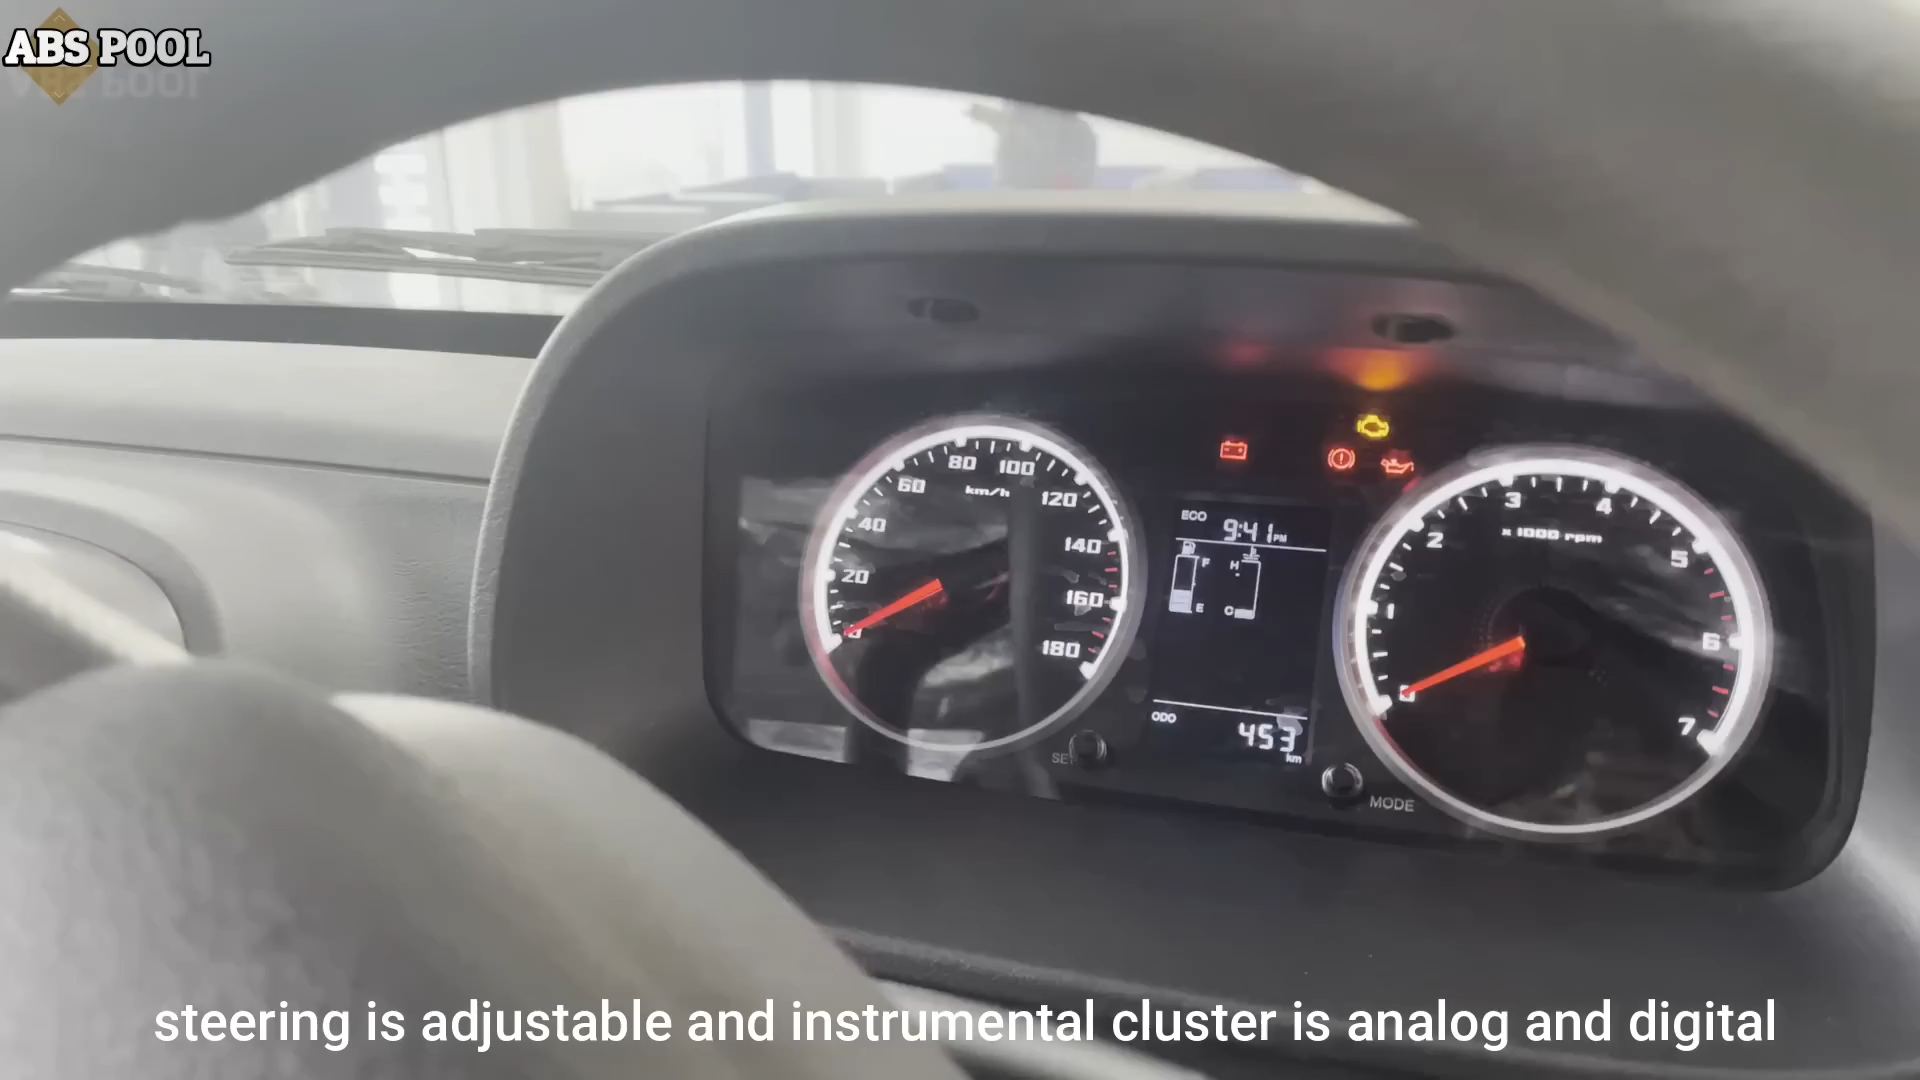 ABS POOL
80 100
60
km/h
120
40
140
20
160
0
180
ECO
9:41PM
F
H
E
C
ODO
453
km
SET
MODE
3
4
2
x 1000 rpm
5
1
6
0
7
steering is adjustable and instrumental cluster is analog and digital